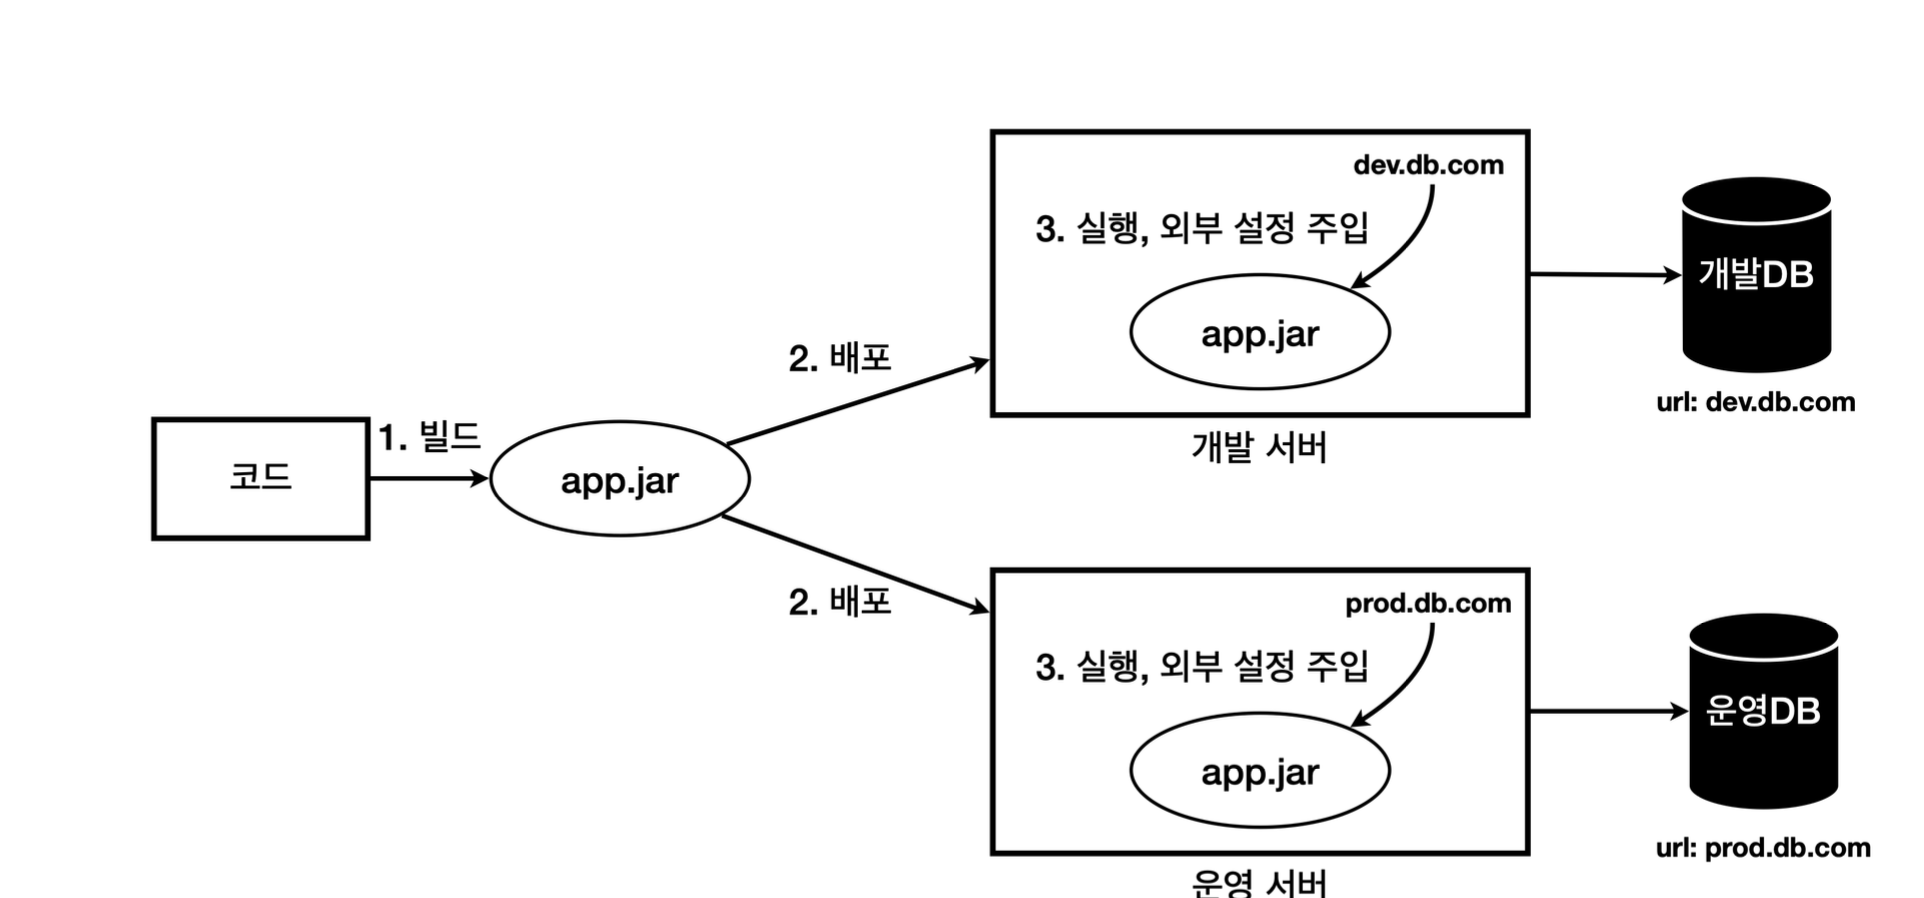 코드
1. 빌드
app.jar
2. 배포
2. 배포
dev.db.com
3. 실행, 외부 설정 주입
app.jar
개발 서버
개발DB
url: dev.db.com
prod.db.com
3. 실행, 외부 설정 주입
app.jar
운영 서버
운영DB
url: prod.db.com